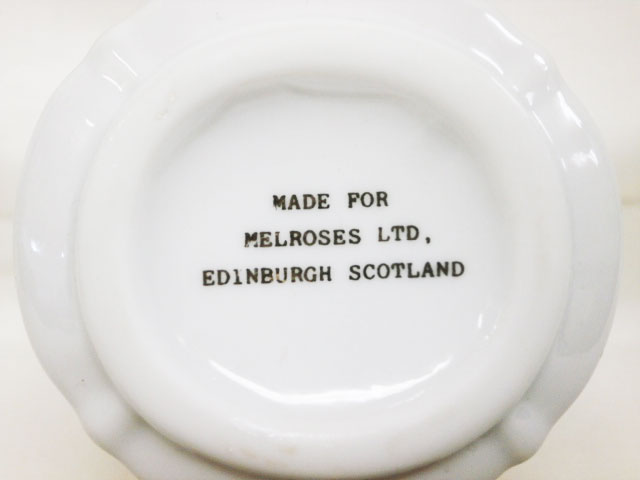 MADE FOR
MELROSES LTD,
EDINBURGH SCOTLAND